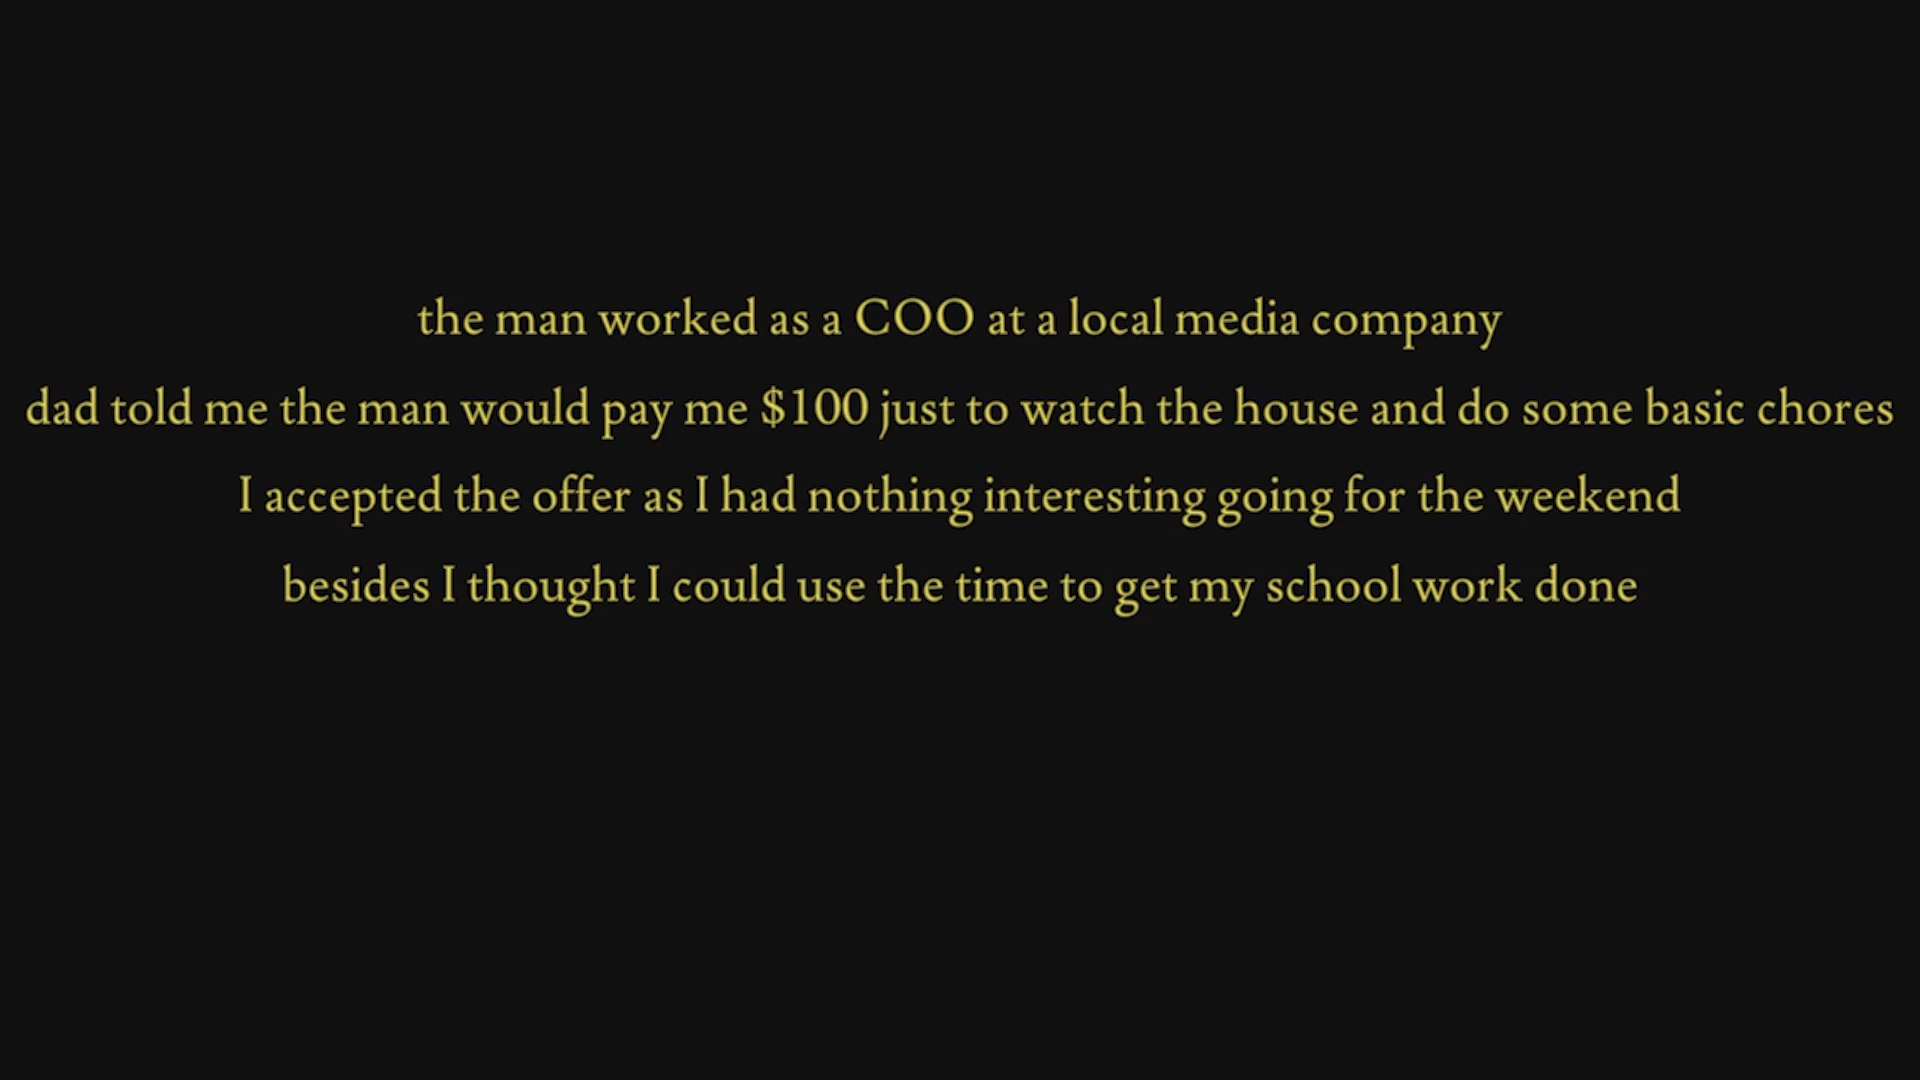 the man worked as a COO at a local media company
dad told me the man would pay me $100 just to watch the house and do some basic chores
I accepted the offer as I had nothing interesting going for the weekend
besides I thought I could use the time to get my school work done